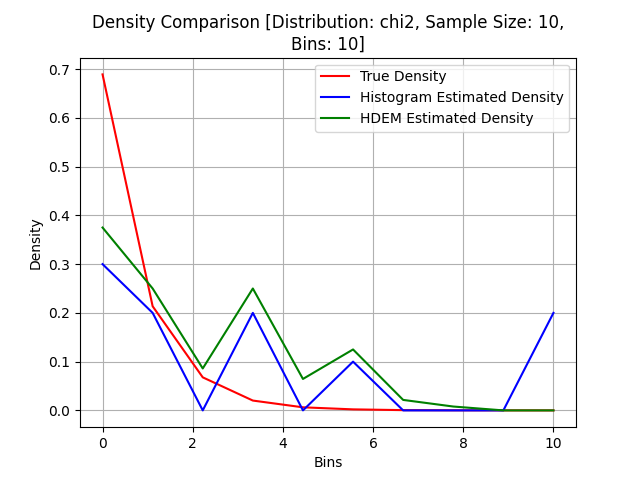 Density Comparison [Distribution: chi2, Sample Size: 10,
Bins: 10]
True Density
Histogram Estimated Density
HDEM Estimated Density
Density
0.7
0.6
0.5
0.4
0.3
0.2
0.1
0.0
0 2 4 6 8 10
Bins